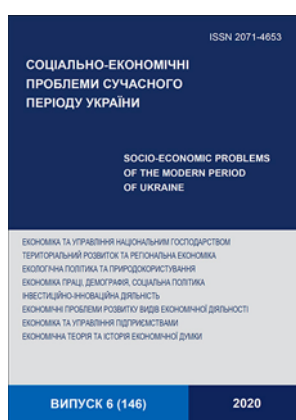 ISSN 2071-4653
СОЦІАЛЬНО-ЕКОНОМІЧНІ
ПРОБЛЕМИ СУЧАСНОГО
ПЕРІОДУ УКРАЇНИ
SOCIO-ECONOMIC PROBLEMS
OF THE MODERN PERIOD
OF UKRAINE
ЕКОНОМІКА ТА УПРАВЛІННЯ НАЦІОНАЛЬНИМ ГОСПОДАРСТВОМ
ТЕРИТОРІАЛЬНИЙ РОЗВИТОК ТА РЕГІОНАЛЬНА ЕКОНОМІКА
ЕКОЛОГІЧНА ПОЛІТИКА ТА ПРИРОДОКОРИСТУВАННЯ
ЕКОНОМІКА ПРАЦІ, ДЕМОГРАФІЯ, СОЦІАЛЬНА ПОЛІТИКА
ІНВЕСТИЦІЙНО-ІННОВАЦІЙНА ДІЯЛЬНІСТЬ
ЕКОНОМІЧНІ ПРОБЛЕМИ РОЗВИТКУ ВИДІВ ЕКОНОМІЧНОЇ ДІЯЛЬНОСТІ
ЕКОНОМІКА ТА УПРАВЛІННЯ ПІДПРИЄМСТВАМИ
ЕКОНОМІЧНА ТЕОРІЯ ТА ІСТОРІЯ ЕКОНОМІЧНОЇ ДУМКИ
ВИПУСК 6 (146)
2020